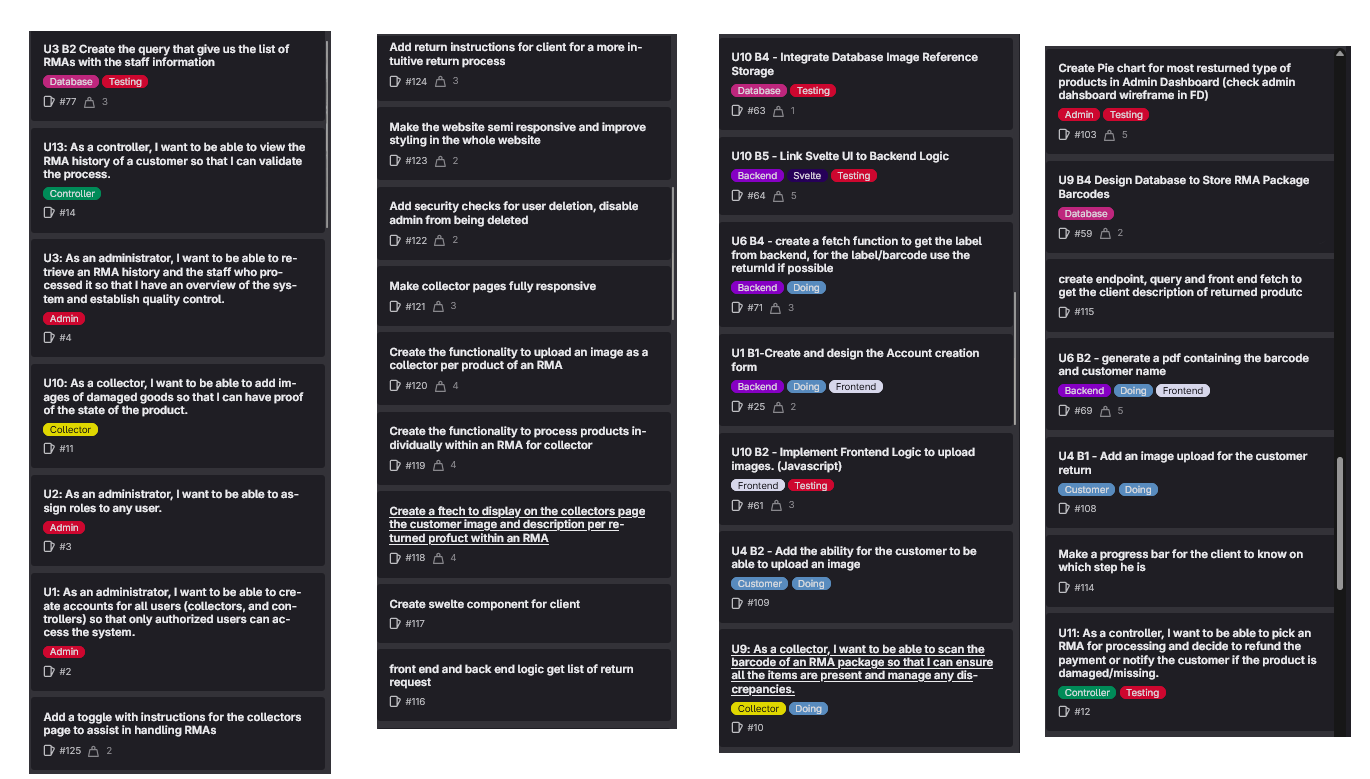 U3 B2 Create the query that give us the list of
RMAs with the staff information
Database Testing
#77 3
U13: As a controller, I want to be able to view the
RMA history of a customer so that I can validate
the process.
Controller
#14
U3: As an administrator, I want to be able to re-
trieve an RMA history and the staff who pro-
cessed it so that I have an overview of the sys-
tem and establish quality control.
Admin
#4
U10: As a collector, I want to be able to add im-
ages of damaged goods so that I can have proof
of the state of the product.
Collector
#11
U2: As an administrator, I want to be able to as-
sign roles to any user.
Admin
#3
U1: As an administrator, I want to be able to cre-
ate accounts for all users (collectors, and con-
trollers) so that only authorized users can ac-
cess the system.
Admin
#2
Add a toggle with instructions for the collectors
page to assist in handling RMAs
#125 2
Add return instructions for client for a more in-
tuitive return process
#124 3
Make the website semi responsive and improve
styling in the whole website
#123 2
Add security checks for user deletion, disable
admin from being deleted
#122 2
Make collector pages fully responsive
#121 3
Create the functionality to upload an image as a
collector per product of an RMA
#120 4
Create the functionality to process products in-
dividually within an RMA for collector
#119 4
Create a ftech to display on the collectors page
the customer image and description per re-
turned profuct within an RMA
#118 4
Create swelte component for client
#117
front end and back end logic get list of return
request
#116
U10 B4 - Integrate Database Image Reference
Storage
Database Testing
#63 1
U10 B5 - Link Svelte UI to Backend Logic
Backend Svelte Testing
#64 5
U6 B4 - create a fetch function to get the label
from backend, for the label/barcode use the
returnId if possible
Backend Doing
#71 3
U1 B1-Create and design the Account creation
form
Backend Doing Frontend
#25 2
U10 B2 - Implement Frontend Logic to upload
images. (Javascript)
Frontend Testing
#61 3
U4 B2 - Add the ability for the customer to be
able to upload an image
Customer Doing
#109
U9: As a collector, I want to be able to scan the
barcode of an RMA package so that I can ensure
all the items are present and manage any dis-
crepancies.
Collector Doing
#10
Create Pie chart for most resturned type of
products in Admin Dashboard (check admin
dahsboard wireframe in FD)
Admin Testing
#103 5
U9 B4 Design Database to Store RMA Package
Barcodes
Database
#59 2
create endpoint, query and front end fetch to
get the client description of returned produtc
#115
U6 B2 - generate a pdf containing the barcode
and customer name
Backend Doing Frontend
#69 5
U4 B1 - Add an image upload for the customer
return
Customer Doing
#108
Make a progress bar for the client to know on
which step he is
#114
U11: As a controller, I want to be able to pick an
RMA for processing and decide to refund the
payment or notify the customer if the product is
damaged/missing.
Controller Testing
#12